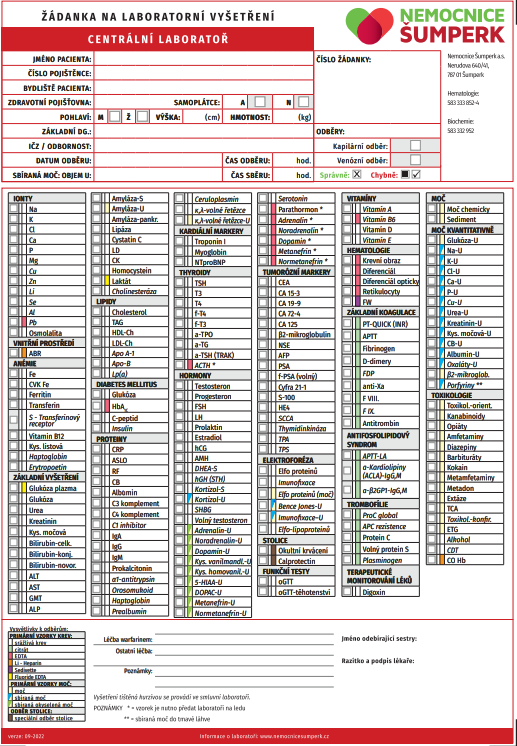 ŽÁDANKA NA LABORATORNÍ VYŠETŘENÍ
CENTRÁLNÍ LABORATOŘ
NEMOCNICE
ŠUMPERK
JMÉNO PACIENTA:
ČÍSLO POJIŠTĚNCE:
BYDLIŠTĚ PACIENTA:
ZDRAVOTNÍ POJIŠŤOVNA: SAMOPLÁTCE: A N
POHLAVÍ: M Ž VÝŠKA: (cm) HMOTNOST: (kg)
ZÁKLADNÍ DG.:
IČZ / ODBORNOST:
DATUM ODBĚRU: ČAS ODBĚRU: hod.
SBÍRANÁ MOČ: OBJEM U: ČAS SBĚRU: hod.
ČÍSLO ŽÁDANKY:
ODBĚRY:
Kapilární odběr:
Venózní odběr:
Správně: Chybně:
Nemocnice Šumperk a.s.
Nerudova 640/41,
787 01 Šumperk
Hematologie:
583 333 852-4
Biochemie:
583 332 952
IONTY
Na
K
Cl
Ca
P
Mg
Cu
Zn
Li
Se
Al
Pb
Osmolalita
VNITŘNÍ PROSTŘEDÍ
ABR
ANÉMIE
Fe
CVK Fe
Ferritin
Transferin
S - Transferinový
receptor
Vitamin B12
Kys. listová
Haptoglobin
Erytropoetin
ZÁKLADNÍ VYŠETŘENÍ
Glukóza plazma
Glukóza
Urea
Kreatinin
Kys. močová
Bilirubin-celk.
Bilirubin-konj.
Bilirubin-novor.
ALT
AST
GMT
ALP
Amyláza-S
Amyláza-U
Amyláza-pankr.
Lipáza
Cystatin C
LD
CK
Homocystein
Laktát
Cholinesteráza
LIPIDY
Cholesterol
TAG
HDL-Ch
LDL-Ch
Apo A-1
Apo-B
Lp(a)
DIABETES MELLITUS
Glukóza
HbA
C-peptid
Insulin
PROTEINY
CRP
ASLO
RF
CB
Albomin
C3 komplement
C4 komplement
C1 inhibitor
IgA
IgG
IgM
Prokalcitonin
α1-antitrypsin
Orosomukoid
Haptoglobin
Prealbumin
Ceruloplasmin
κ,λ-volné řetězce
κ,λ-volné řetězce-U
KARDIÁLNÍ MARKERY
Troponin I
Myoglobin
NTproBNP
THYROIDY
TSH
T3
T4
f-T4
f-T3
a-TPO
a-TG
a-TSH (TRAK)
ACTH *
HORMONY
Testosteron
Progesteron
FSH
LH
Prolaktin
Estradiol
hCG
AMH
DHEA-S
hGH (STH)
Kortizol-S
Kortizol-U
SHBG
Volný testosteron
Adrenalin-U
Noradrenalin-U
Dopamin-U
Kys. vanilmandl.-U
Kys. homovanil.-U
5-HIAA-U
DOPAC-U
Metanefrin-U
Normetanefrin-U
Serotonin
Parathormon *
Adrenalin
Noradrenalin *
Dopamin *
Metanefrin *
Normetanefrin *
TUMORÓZNÍ MARKERY
CEA
CA 15-3
CA 19-9
CA 72-4
CA 125
β2-mikroglobulin
NSE
AFP
PSA
f-PSA (volný)
Cyfra 21-1
S-100
HE4
SCCA
Thymidinkináza
TPA
TPS
ELEKTROFORÉZA
Elfo proteinů
Imunofixace
Elfo proteinů (moč)
Bence Jones-U
Imunofixace-U
Elfo-lipoproteinů
STOLICE
Okultní krvácení
Calprotectin
FUNKČNÍ TESTY
oGTT
oGTT-těhotenství
VITAMÍNY
Vitamín A
Vitamín B6
Vitamín D
Vitamín E
HEMATOLOGIE
Krevní obraz
Diferenciál
Diferenciál opticky
Retikulocyty
FW
ZÁKLADNÍ KOAGULACE
PT-QUICK (INR)
APTT
Fibrinogen
D-dimery
FDP
anti-Xa
F VIII.
F IX.
Antitrombin
ANTIFOSFOLIPIDOVÝ
SYNDROM
APTT-LA
α-Kardiolipiny
(ACLA)-IgG,M
α-β2GP1-IgG,M
TROMBOFÍLIE
ProC global
APC rezistence
Protein C
Volný protein S
Plasminogen
TERAPEUTICKÉ
MONITOROVÁNÍ LÉKŮ
Digoxin
MOČ
Moč chemicky
Sediment
MOČ KVANTITIVNĚ
Glukóza-U
Na-U
K-U
Cl-U
Ca-U
P-U
Cu-U
Urea-U
Kreatinin-U
Kys. močová-U
CB-U
Albumin-U
Oxaláty-U
β2-mikroglob.
Porfyriny **
TOXIKOLOGIE
Toxikol.-orient.
Kanabinoidy
Opiáty
Amfetaminy
Diazepiny
Barbituráty
Kokain
Metamfetaminy
Metadon
Extáze
TCA
Toxikol.-konfir.
ETG
Alkohol
CDT
CO Hb
Vysvětlivky k odběrům:
PRIMÁRNÍ VZORKY KREV:
srážlivá krev
citrát
EDTA
Li - Heparin
Sedivette
Fluoride EDTA
PRIMÁRNÍ VZORKY MOČ:
moč
sbíraná moč
sbíraná okyselená moč
ODBĚR STOLICE:
speciální odběr stolice
Léčba warfarinem:
Ostatní léčba:
Poznámky:
Jméno odebírající sestry:
Razítko a podpis lékaře:
Vyšetření tištěná kurzívou se provádí ve smluvní laboratoři.
POZNÁMKY * = vzorek je nutno předat laboratoři na ledu
** = sbíraná moč do tmavé láhve
verze: 09-2022
Informace o laboratoři: www.nemocnicesumperk.cz